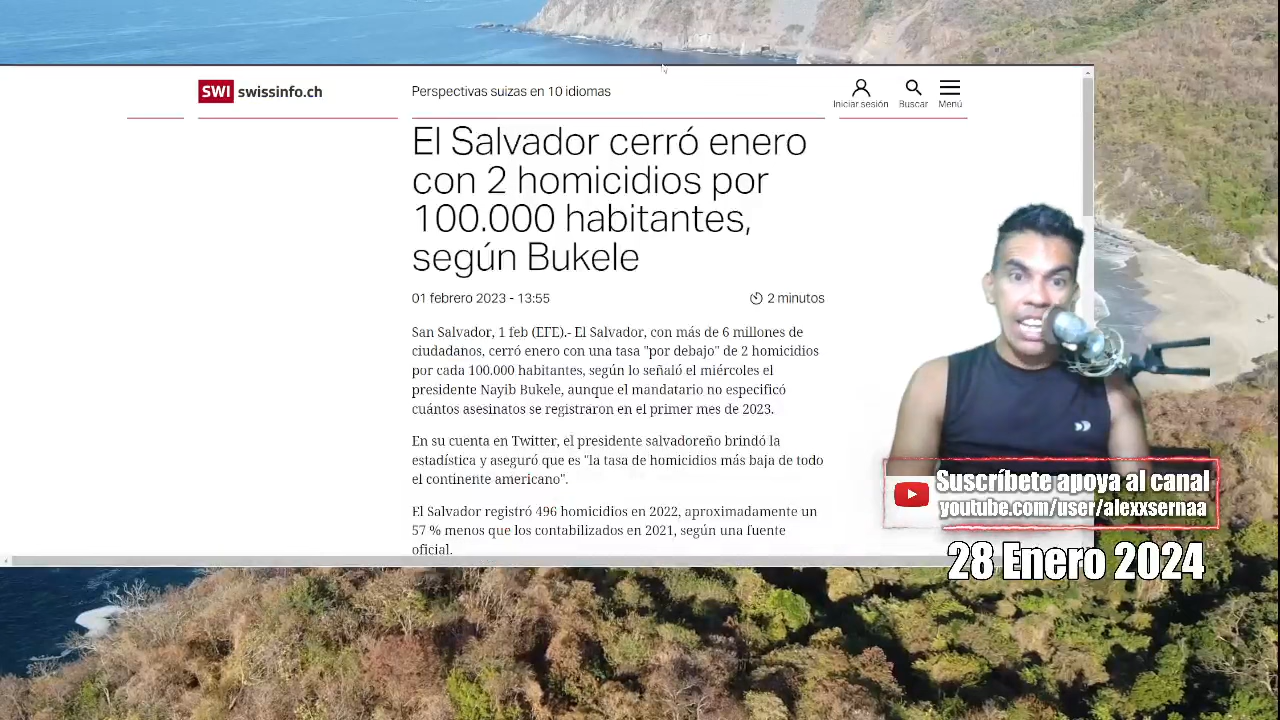 SWI swissinfo.ch
Perspectivas suizas en 10 idiomas
Iniciar sesión
Buscar
Menú
El Salvador cerró enero
con 2 homicidios por
100.000 habitantes,
según Bukele
01 febrero 2023 - 13:55
2 minutos
San Salvador, 1 feb (EFE).- El Salvador, con más de 6 millones de
ciudadanos, cerró enero con una tasa "por debajo" de 2 homicidios
por cada 100.000 habitantes, según lo señaló el miércoles el
presidente Nayib Bukele, aunque el mandatario no especificó
cuántos asesinatos se registraron en el primer mes de 2023.
En su cuenta en Twitter, el presidente salvadoreño brindó la
estadística y aseguró que es "la tasa de homicidios más baja de todo
el continente americano".
El Salvador registró 496 homicidios en 2022, aproximadamente un
57 % menos que los contabilizados en 2021, según una fuente
oficial.
Suscríbete apoya al canal
youtube.com/user/alexxsernaa
28 Enero 2024